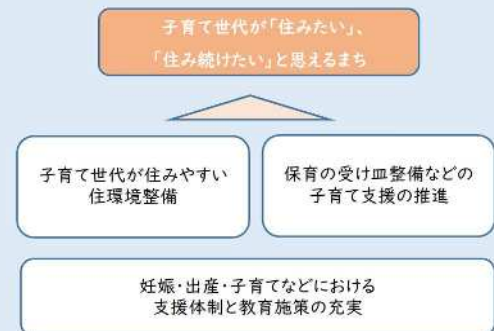 子育て世代が「住みたい」、
「住み続けたい」と思えるまち
子育て世代が住みやすい
住環境整備
保育の受け皿整備などの
子育て支援の推進
妊娠・出産・子育てなどにおける
支援体制と教育施策の充実